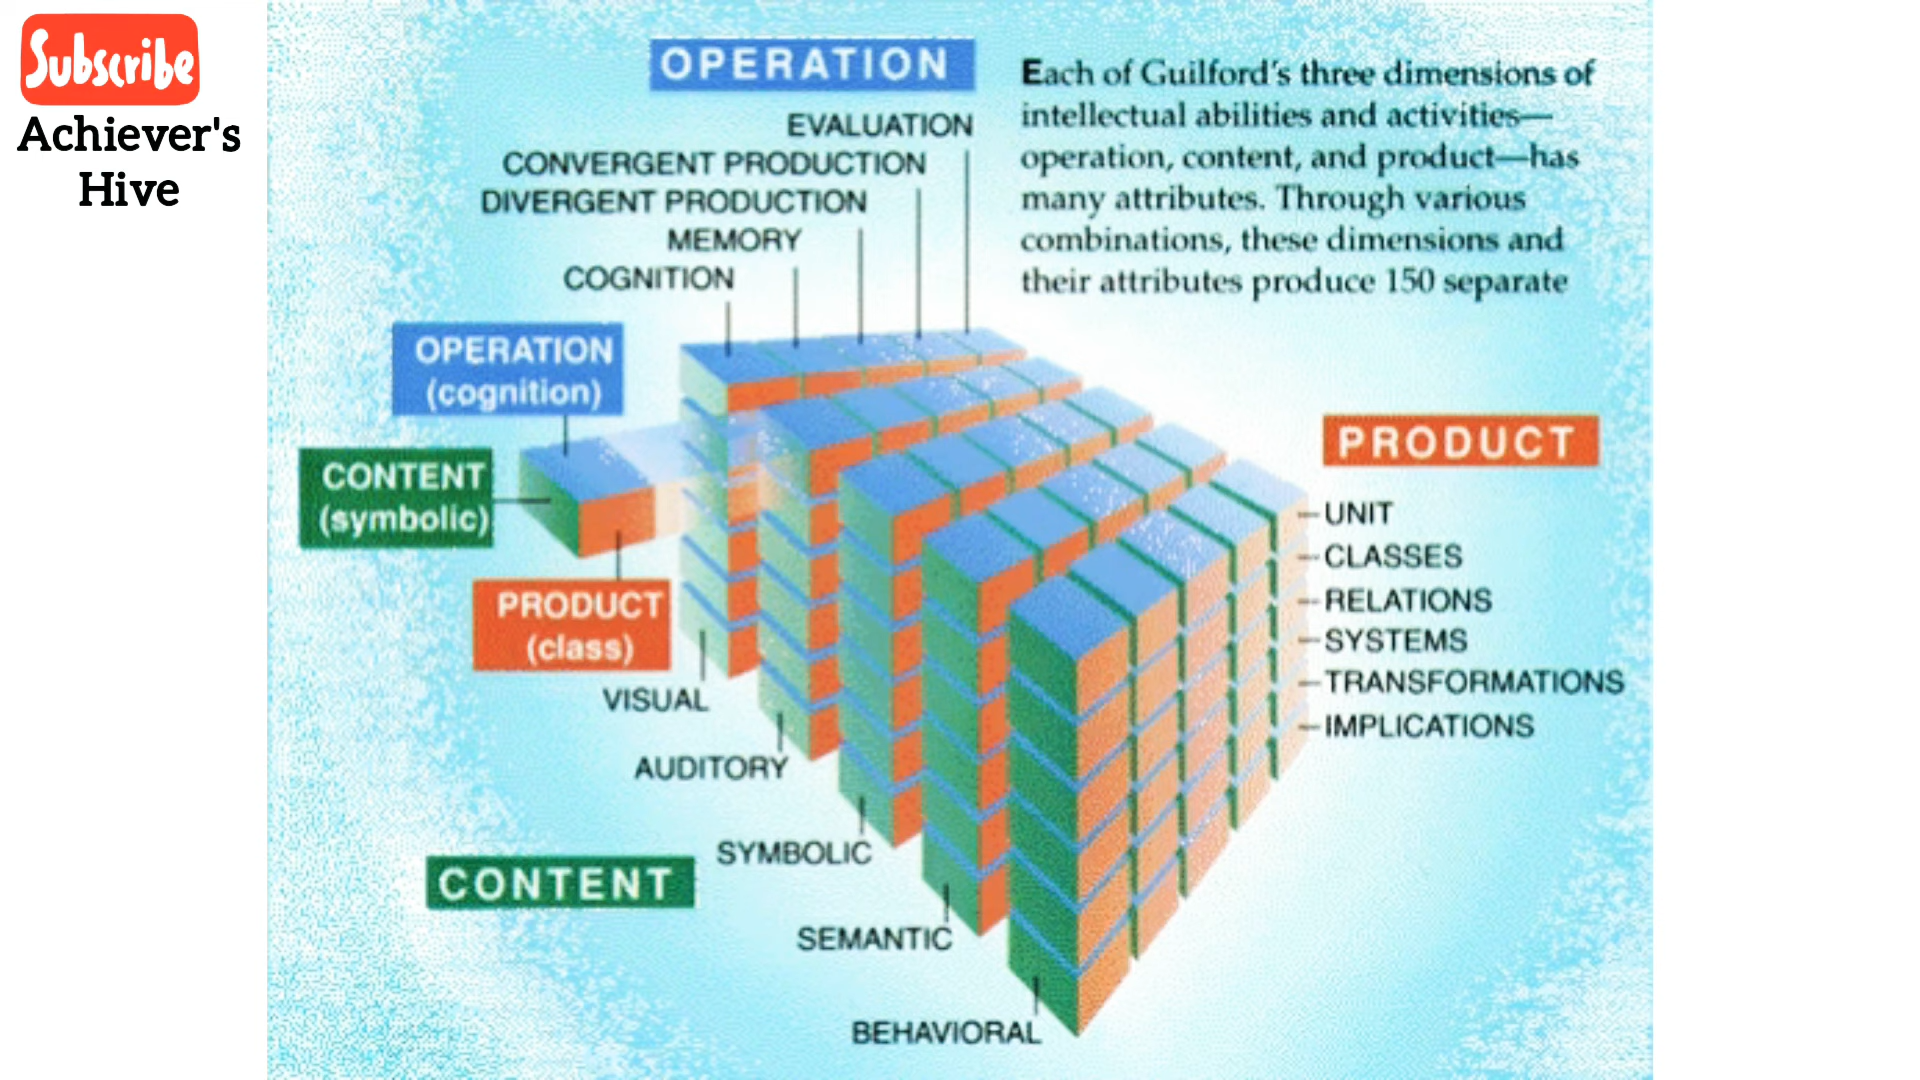 Subscribe
Achiever's
Hive
OPERATION
Each of Guilford's three dimensions of
intellectual abilities and activities—
operation, content, and product—has
many attributes. Through various
combinations, these dimensions and
their attributes produce 150 separate
EVALUATION
CONVERGENT PRODUCTION
DIVERGENT PRODUCTION
MEMORY
COGNITION
OPERATION
(cognition)
CONTENT
(symbolic)
PRODUCT
(class)
PRODUCT
UNIT
CLASSES
RELATIONS
SYSTEMS
TRANSFORMATIONS
IMPLICATIONS
VISUAL
AUDITORY
SYMBOLIC
SEMANTIC
BEHAVIORAL
CONTENT